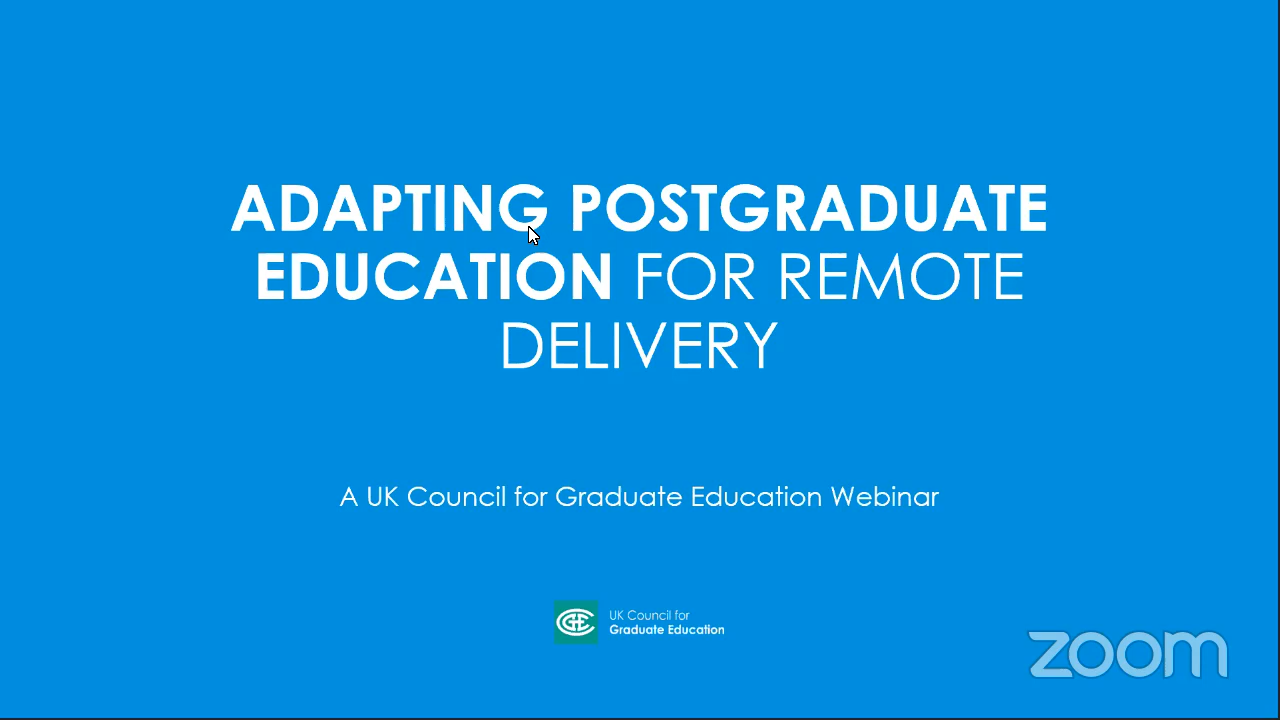 ADAPTING POSTGRADUATE
EDUCATION FOR REMOTE
DELIVERY
A UK Council for Graduate Education Webinar
UK Council for
Graduate Education
zoom